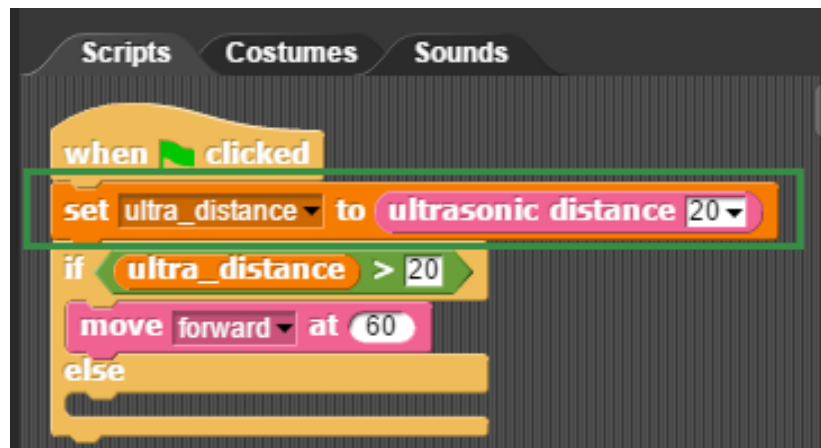 Scripts Costumes Sounds
when clicked
set ultra_distance to ultrasonic distance 20
if ultra_distance > 20
move forward at 60
else